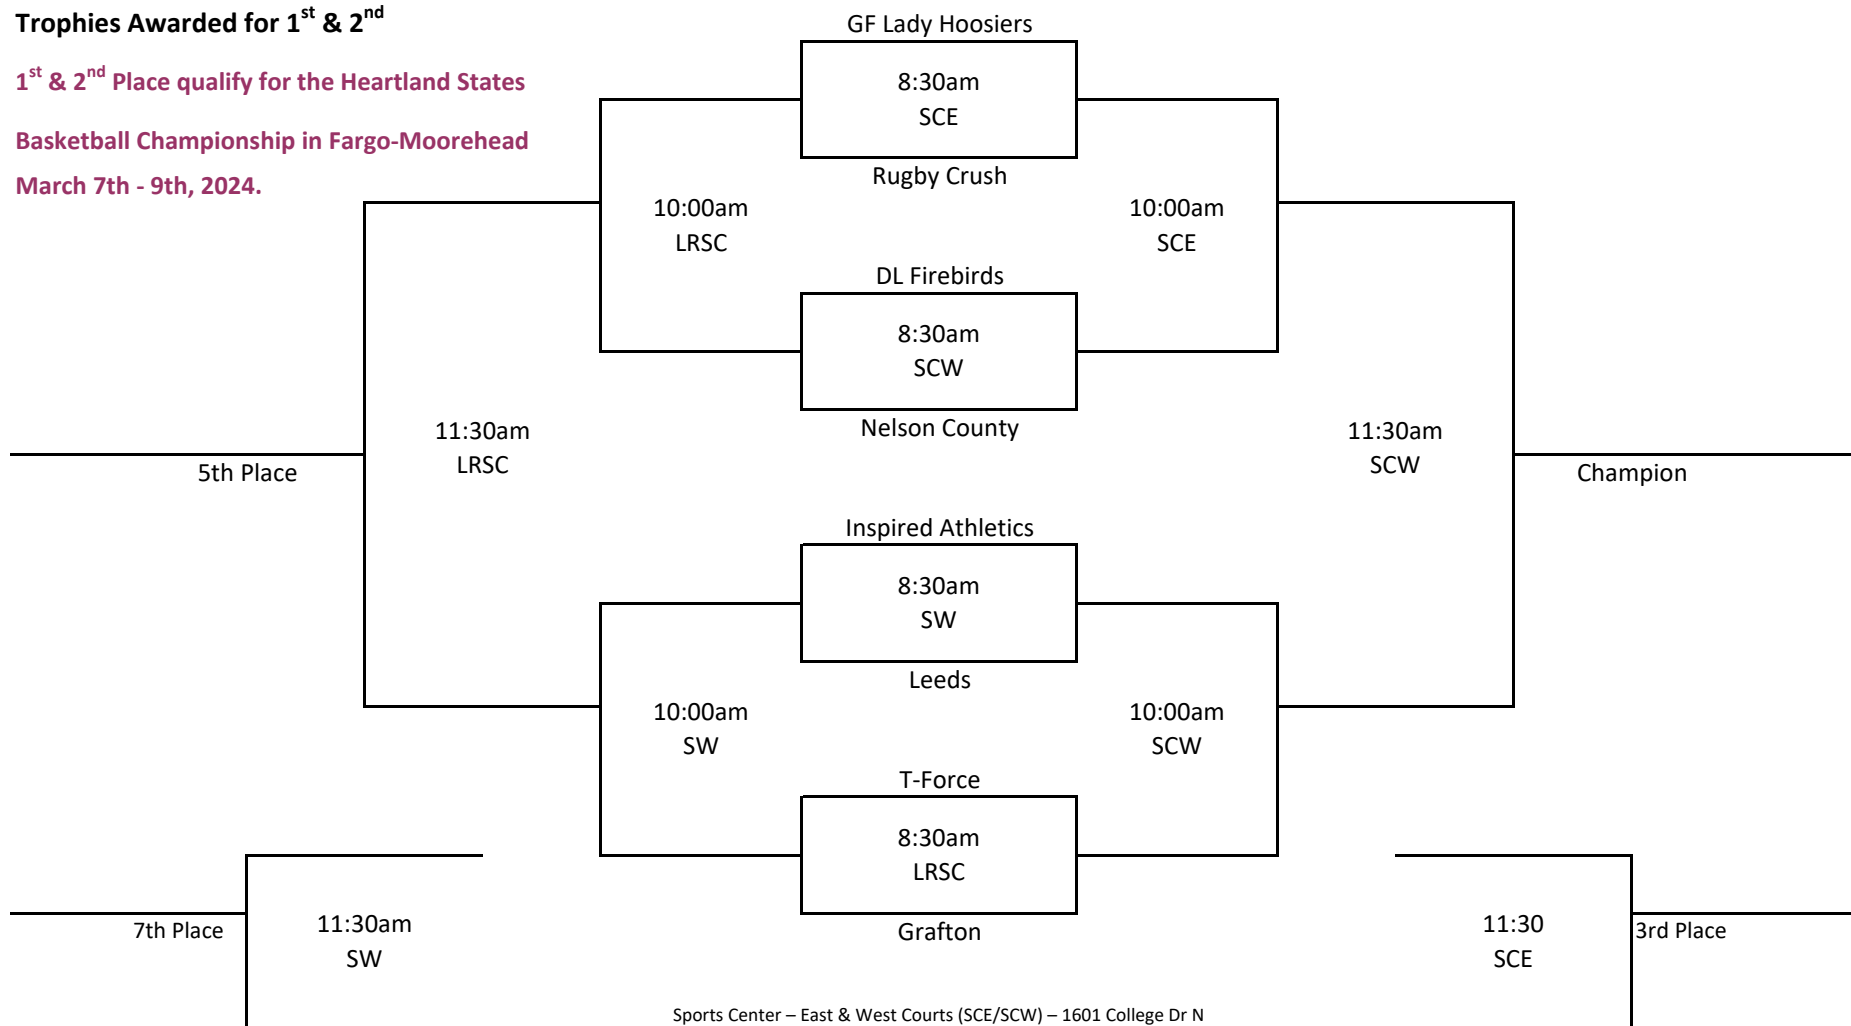 Trophies Awarded for 1st & 2nd
1st & 2nd Place qualify for the Heartland States
Basketball Championship in Fargo-Moorehead
March 7th - 9th, 2024.
GF Lady Hoosiers
8:30am
SCE
Rugby Crush
10:00am
LRSC
10:00am
SCE
DL Firebirds
8:30am
SCW
Nelson County
11:30am
LRSC
11:30am
SCW
5th Place
Champion
Inspired Athletics
8:30am
SW
Leeds
10:00am
SW
10:00am
SCW
T-Force
8:30am
LRSC
Grafton
7th Place
11:30am
SW
11:30
SCE
3rd Place
Sports Center – East & West Courts (SCE/SCW) – 1601 College Dr N